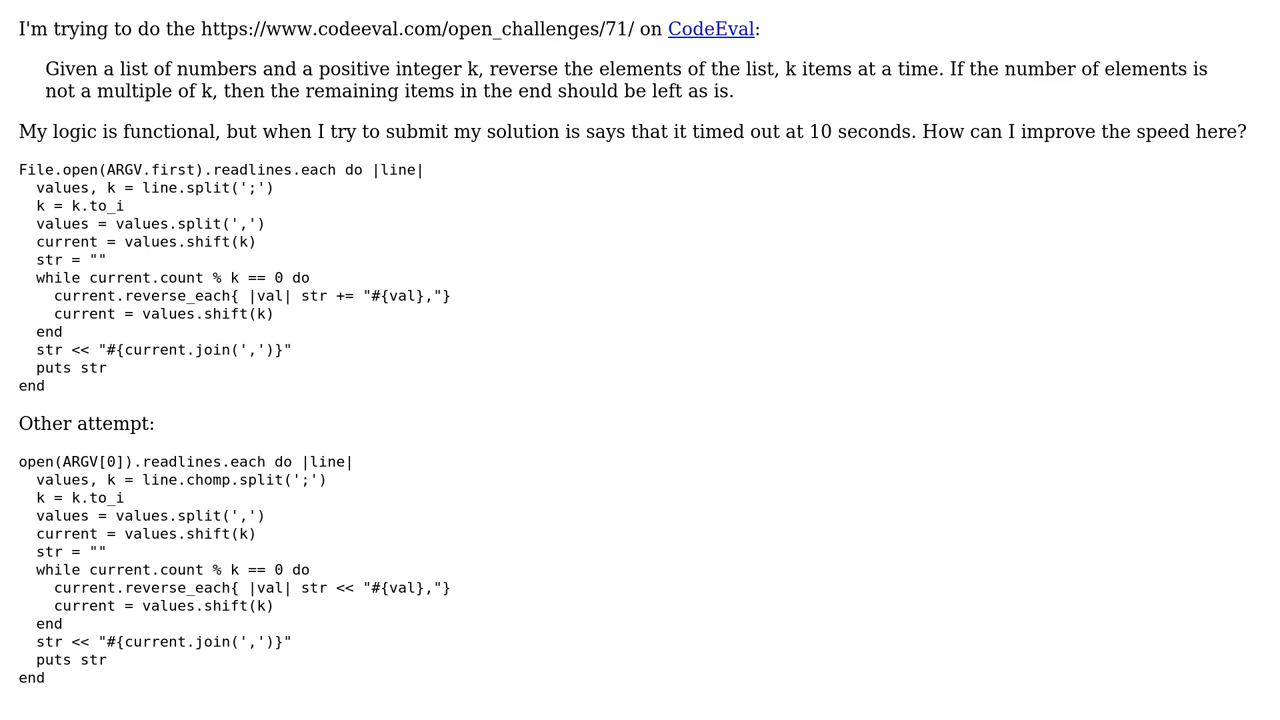 I'm trying to do the https://www.codeeval.com/open_challenges/71/ on CodeEval:
Given a list of numbers and a positive integer k, reverse the elements of the list, k items at a time. If the number of elements is
not a multiple of k, then the remaining items in the end should be left as is.
My logic is functional, but when I try to submit my solution is says that it timed out at 10 seconds. How can I improve the speed here?
File.open(ARGV.first).readlines.each do |line|
  values, k = line.split(';')
  k = k.to_i
  values = values.split(',')
  current = values.shift(k)
  str = ""
  while current.count % k == 0 do
    current.reverse_each{ |val| str += "#{val},"}
    current = values.shift(k)
  end
  str << "#{current.join(',')}"
  puts str
end
Other attempt:
open(ARGV[0]).readlines.each do |line|
  values, k = line.chomp.split(';')
  k = k.to_i
  values = values.split(',')
  current = values.shift(k)
  str = ""
  while current.count % k == 0 do
    current.reverse_each{ |val| str << "#{val},"}
    current = values.shift(k)
  end
  str << "#{current.join(',')}"
  puts str
end